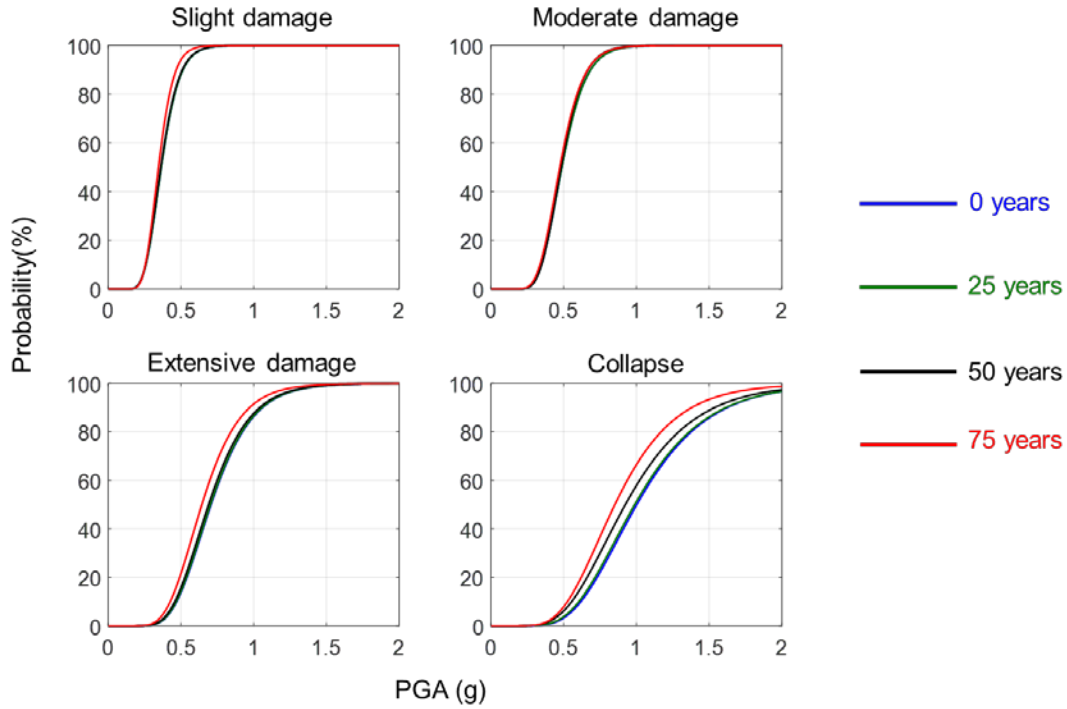 Slight damage
Moderate damage
100
80
60
40
20
0
0 0.5 1 1.5 2
100
80
60
40
20
0
0 0.5 1 1.5 2
Probability(%)
Extensive damage
Collapse
100
80
60
40
20
0
0 0.5 1 1.5 2
100
80
60
40
20
0
0 0.5 1 1.5 2
PGA (g)
0 years
25 years
50 years
75 years